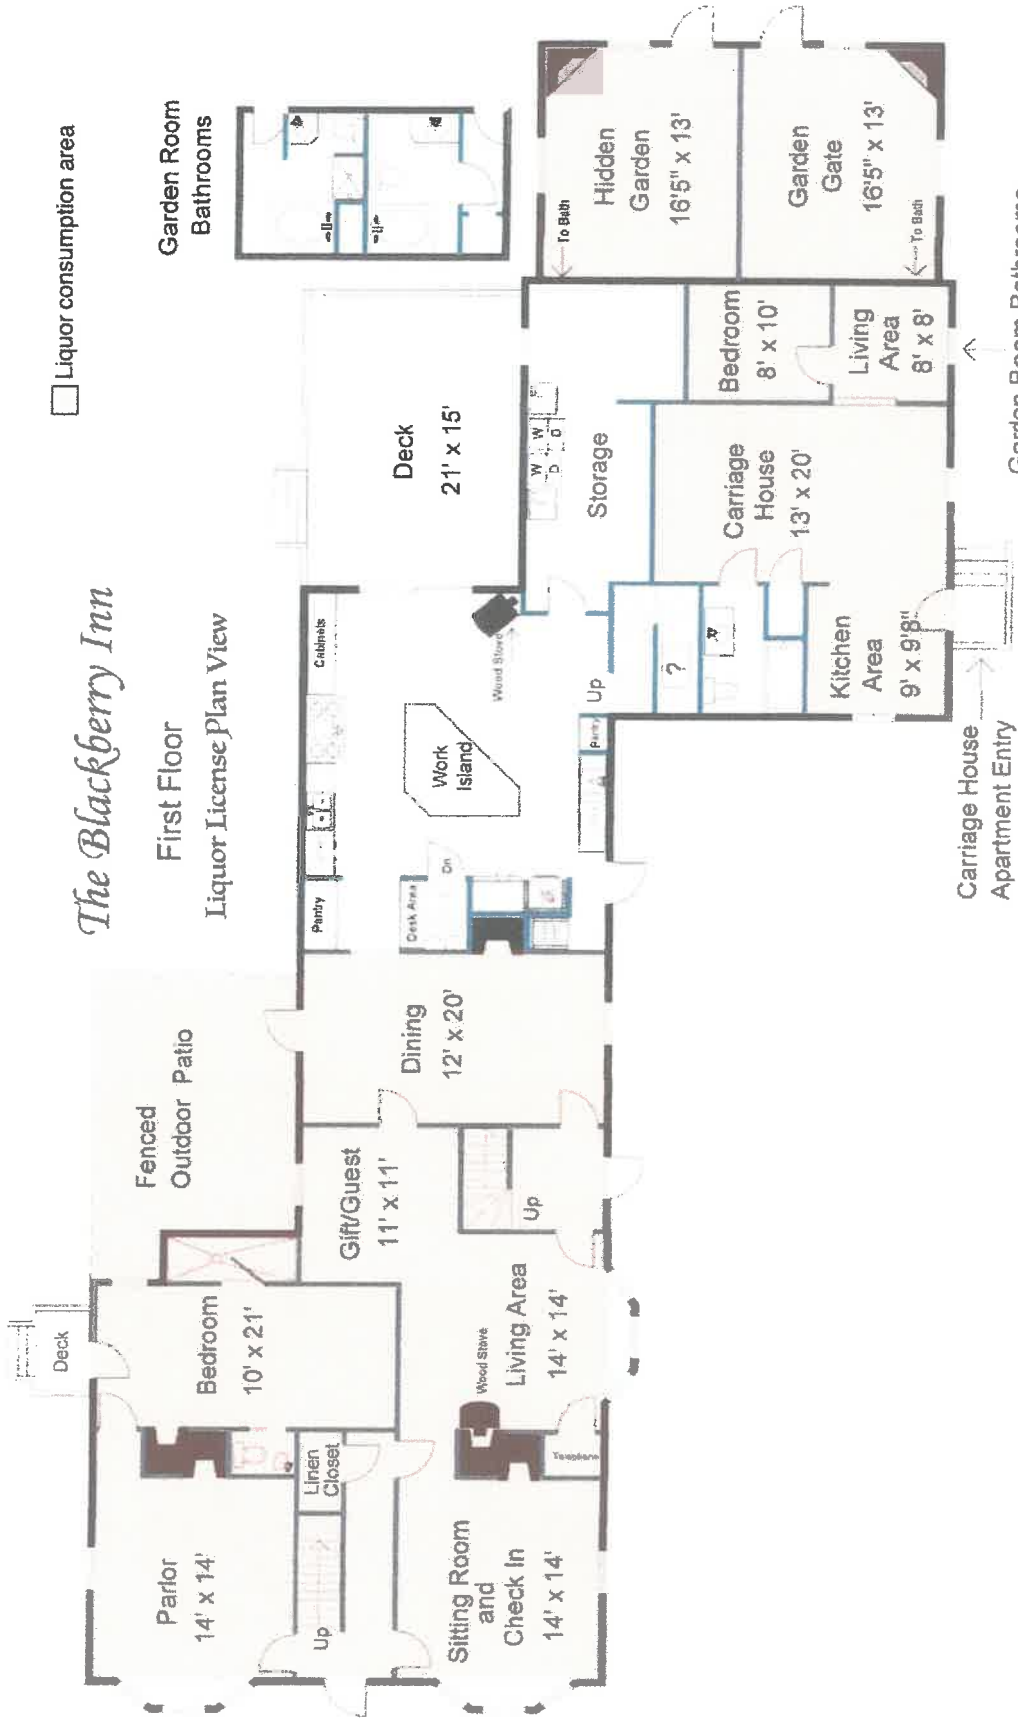 The Blackberry Inn
First Floor
Liquor License Plan View
Liquor consumption area
Garden Room
Bathrooms
Deck
Fenced
Outdoor Patio
Parlor
14' x 14'
Bedroom
10' x 21'
Linen
Closet
Up
Sitting Room
and
Check In
14' x 14'
Telephone
Wood Stove
Living Area
14' x 14'
Gift/Guest
11' x 11'
Up
Dining
12' x 20'
Pantry
Desk Area
Dn
Cabinets
Work
Island
Wood Stove
Pantry
Up
?
Deck
21' x 15'
Storage
W
D
W
D
Carriage
House
13' x 20'
Kitchen
Area
9' x 9'8"
Bedroom
8' x 10'
Living
Area
8' x 8'
To Bath
Hidden
Garden
16'5" x 13'
Garden
Gate
16'5" x 13'
To Bath
Carriage House
Apartment Entry
Garden Room Bathrooms